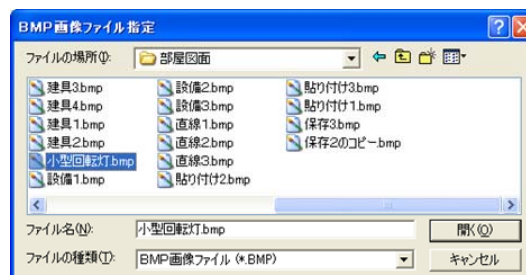 BMP画像ファイル指定
ファイルの場所(I): 部屋図面
建具3.bmp 設備2.bmp 貼り付け3.bmp
建具4.bmp 設備3.bmp 貼り付け1.bmp
建具1.bmp 直線1.bmp 保存3.bmp
建具2.bmp 直線2.bmp 保存2のコピー.bmp
小型回転灯.bmp 直線3.bmp
設備1.bmp 貼り付け2.bmp
ファイル名(N): 小型回転灯.bmp 開く(O)
ファイルの種類(T): BMP画像ファイル (*.BMP) キャンセル